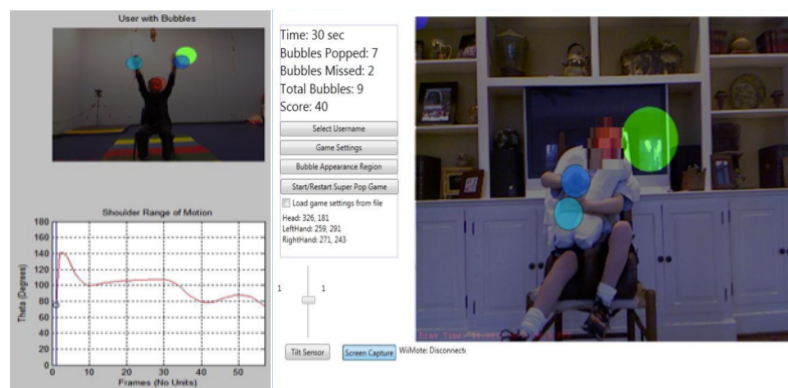 User with Bubbles
Shoulder Range of Motion
Theta (Degrees)
180
160
140
120
100
80
60
40
20
0
0
10
20
30
40
50
Frames (No Units)
Time: 30 sec
Bubbles Popped: 7
Bubbles Missed: 2
Total Bubbles: 9
Score: 40
Select Username
Game Settings
Bubble Appearance Region
Start/Restart Super Pop Game
Load game settings from file
Head: 326, 181
LeftHand: 259, 291
RightHand: 271, 243
1
1
Tilt Sensor
Screen Capture
WiiMote: Disconnecte